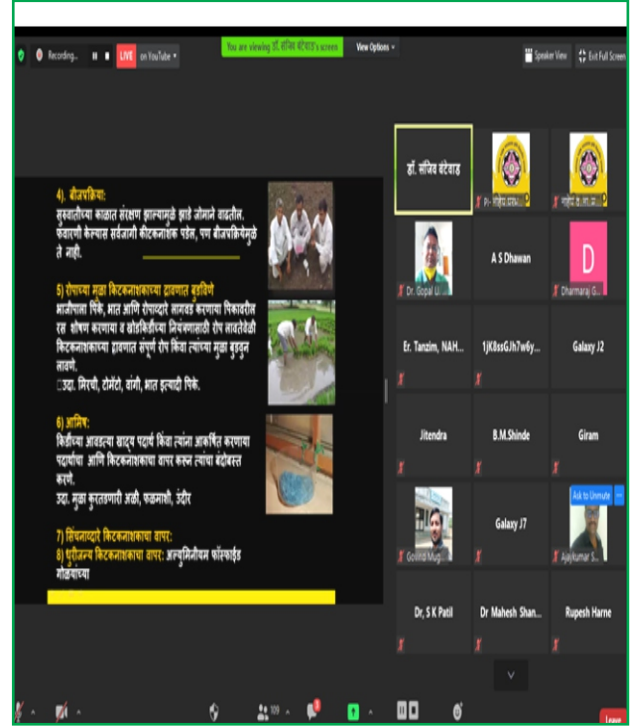 Recording...
LIVE
on YouTube
You are viewing डॉ. संजिव बंटेवाड's screen
View Options
Speaker View
Exit Full Screen
4). बीजप्रक्रिया:
सुरुवातीच्या काळात संरक्षण झाल्यामुळे झाडे जोमाने वाढतील.
फवारणी केल्यास सर्वजागी कीटकनाशक पडेल, पण बीजप्रक्रियेमुळे
ते नाही.
5) रोपाच्या मुळा किटकनाशकाच्या द्रावणात बुडविणे
भाजीपाला पिके, भात आणि रोपाव्दारे लागवड करणाया पिकावरील
रस शोषण करणाया व खोडकिडीच्या नियंत्रणासाठी रोप लावतेवेळी
किटकनाशकाच्या द्रावणात संपूर्ण रोप किंवा त्यांच्या मुळा बुडवुन
लावणे.
उदा. मिरची, टोमॅटो, वांगी, भात इत्यादी पिके.
6) आमिष:
किडीच्या आवडत्या खाद्य पदार्थ किंवा त्यांना आकर्षित करणाया
पदार्थाचा आणि किटकनाशकाचा वापर करून त्यांचा बंदोबस्त
करणे.
उदा. मुळा कुरतडणारी अळी, फळमाशी, उंदीर
7) सिंचनाव्दारे किटकनाशकाचा वापर:
8) धुरीजन्य किटकनाशकाचा वापर: अल्युमिनीयम फॉस्फाईड
गोळयांच्या
डॉ. संजिव बंटेवाड
Dr. Gopal U...
A S Dhawan
D
Dharmaraj G...
Er. Tanzim, NAH...
1jK8ssGJh7w6y...
Galaxy J2
Jitendra
B.M.Shinde
Giram
Govind Mug...
Galaxy J7
Ask to Unmute
Ajaykumar S...
Dr, S K Patil
Dr Mahesh Shan...
Rupesh Harne
109
Leave